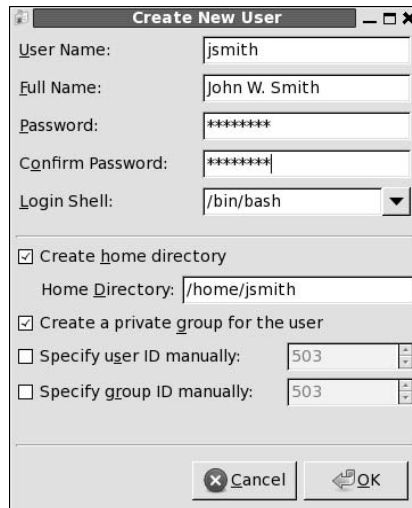 Create New User
User Name: jsmith
Full Name: John W. Smith
Password: ********
Confirm Password: ********
Login Shell: /bin/bash
Create home directory
Home Directory: /home/jsmith
Create a private group for the user
Specify user ID manually: 503
Specify group ID manually: 503
Cancel OK